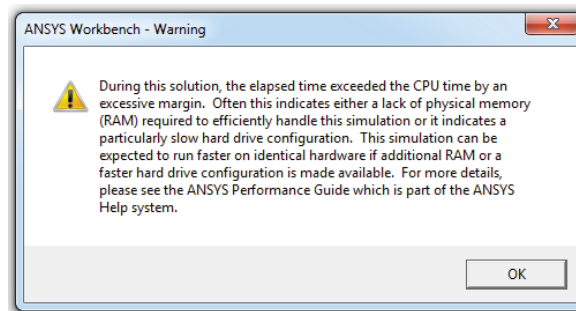 ANSYS Workbench - Warning
During this solution, the elapsed time exceeded the CPU time by an
excessive margin.  Often this indicates either a lack of physical memory
(RAM) required to efficiently handle this simulation or it indicates a
particularly slow hard drive configuration.  This simulation can be
expected to run faster on identical hardware if additional RAM or a
faster hard drive configuration is made available.  For more details,
please see the ANSYS Performance Guide which is part of the ANSYS
Help system.
OK